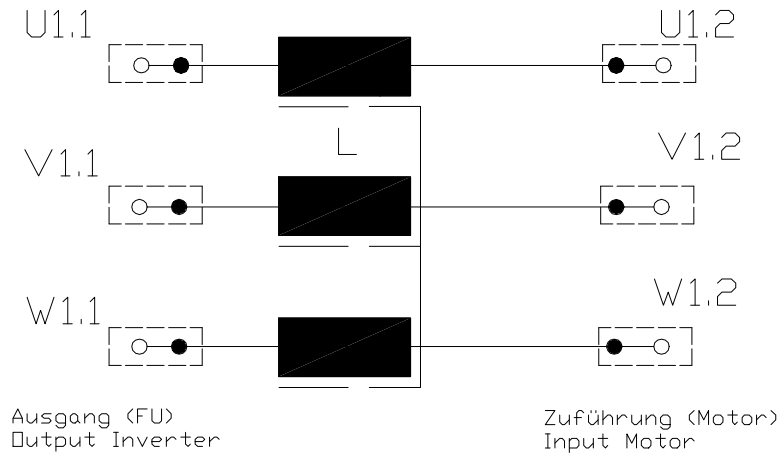 U1.1
U1.2
L
V1.1
V1.2
W1.1
W1.2
Ausgang (FU)
Output Inverter
Zuführung (Motor)
Input Motor